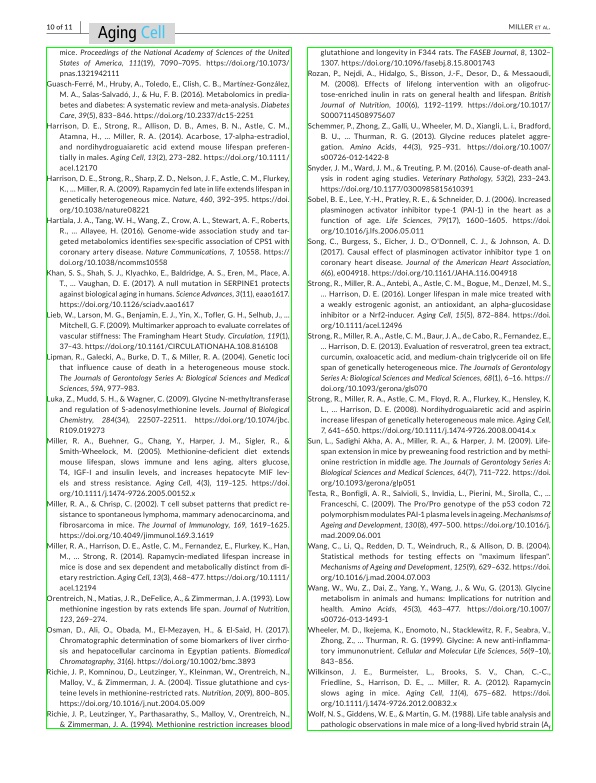 10 of 11
Aging Cell
MILLER ET AL.
mice. Proceedings of the National Academy of Sciences of the United
States of America, 111(19), 7090–7095. https://doi.org/10.1073/
pnas.1321942111
Guasch-Ferré, M., Hruby, A., Toledo, E., Clish, C. B., Martínez-González,
M. A., Salas-Salvadó, J., & Hu, F. B. (2016). Metabolomics in predia-
betes and diabetes: A systematic review and meta-analysis. Diabetes
Care, 39(5), 833–846. https://doi.org/10.2337/dc15-2251
Harrison, D. E., Strong, R., Allison, D. B., Ames, B. N., Astle, C. M.,
Atamna, H., … Miller, R. A. (2014). Acarbose, 17-alpha-estradiol,
and nordihydroguaiaretic acid extend mouse lifespan preferen-
tially in males. Aging Cell, 13(2), 273–282. https://doi.org/10.1111/
acel.12170
Harrison, D. E., Strong, R., Sharp, Z. D., Nelson, J. F., Astle, C. M., Flurkey,
K., … Miller, R. A. (2009). Rapamycin fed late in life extends lifespan in
genetically heterogeneous mice. Nature, 460, 392–395. https://doi.
org/10.1038/nature08221
Hartiala, J. A., Tang, W. H., Wang, Z., Crow, A. L., Stewart, A. F., Roberts,
R., … Allayee, H. (2016). Genome-wide association study and tar-
geted metabolomics identifies sex-specific association of CPS1 with
coronary artery disease. Nature Communications, 7, 10558. https://
doi.org/10.1038/ncomms10558
Khan, S. S., Shah, S. J., Klyachko, E., Baldridge, A. S., Eren, M., Place, A.
T., … Vaughan, D. E. (2017). A null mutation in SERPINE1 protects
against biological aging in humans. Science Advances, 3(11), eaao1617.
https://doi.org/10.1126/sciadv.aao1617
Lieb, W., Larson, M. G., Benjamin, E. J., Yin, X., Tofler, G. H., Selhub, J., …
Mitchell, G. F. (2009). Multimarker approach to evaluate correlates of
vascular stiffness: The Framingham Heart Study. Circulation, 119(1),
37–43. https://doi.org/10.1161/CIRCULATIONAHA.108.816108
Lipman, R., Galecki, A., Burke, D. T., & Miller, R. A. (2004). Genetic loci
that influence cause of death in a heterogeneous mouse stock.
The Journals of Gerontology Series A: Biological Sciences and Medical
Sciences, 59A, 977–983.
Luka, Z., Mudd, S. H., & Wagner, C. (2009). Glycine N-methyltransferase
and regulation of S-adenosylmethionine levels. Journal of Biological
Chemistry, 284(34), 22507–22511. https://doi.org/10.1074/jbc.
R109.019273
Miller, R. A., Buehner, G., Chang, Y., Harper, J. M., Sigler, R., &
Smith-Wheelock, M. (2005). Methionine-deficient diet extends
mouse lifespan, slows immune and lens aging, alters glucose,
T4, IGF-I and insulin levels, and increases hepatocyte MIF lev-
els and stress resistance. Aging Cell, 4(3), 119–125. https://doi.
org/10.1111/j.1474-9726.2005.00152.x
Miller, R. A., & Chrisp, C. (2002). T cell subset patterns that predict re-
sistance to spontaneous lymphoma, mammary adenocarcinoma, and
fibrosarcoma in mice. The Journal of Immunology, 169, 1619–1625.
https://doi.org/10.4049/jimmunol.169.3.1619
Miller, R. A., Harrison, D. E., Astle, C. M., Fernandez, E., Flurkey, K., Han,
M., … Strong, R. (2014). Rapamycin-mediated lifespan increase in
mice is dose and sex dependent and metabolically distinct from di-
etary restriction. Aging Cell, 13(3), 468–477. https://doi.org/10.1111/
acel.12194
Orentreich, N., Matias, J. R., DeFelice, A., & Zimmerman, J. A. (1993). Low
methionine ingestion by rats extends life span. Journal of Nutrition,
123, 269–274.
Osman, D., Ali, O., Obada, M., El-Mezayen, H., & El-Said, H. (2017).
Chromatographic determination of some biomarkers of liver cirrho-
sis and hepatocellular carcinoma in Egyptian patients. Biomedical
Chromatography, 31(6). https://doi.org/10.1002/bmc.3893
Richie, J. P., Komninou, D., Leutzinger, Y., Kleinman, W., Orentreich, N.,
Malloy, V., & Zimmerman, J. A. (2004). Tissue glutathione and cys-
teine levels in methionine-restricted rats. Nutrition, 20(9), 800–805.
https://doi.org/10.1016/j.nut.2004.05.009
Richie, J. P., Leutzinger, Y., Parthasarathy, S., Malloy, V., Orentreich, N.,
& Zimmerman, J. A. (1994). Methionine restriction increases blood
glutathione and longevity in F344 rats. The FASEB Journal, 8, 1302–
1307. https://doi.org/10.1096/fasebj.8.15.8001743
Rozan, P., Nejdi, A., Hidalgo, S., Bisson, J.-F., Desor, D., & Messaoudi,
M. (2008). Effects of lifelong intervention with an oligofruc-
tose-enriched inulin in rats on general health and lifespan. British
Journal of Nutrition, 100(6), 1192–1199. https://doi.org/10.1017/
S0007114508975607
Schemmer, P., Zhong, Z., Galli, U., Wheeler, M. D., Xiangli, L. i., Bradford,
B. U., … Thurman, R. G. (2013). Glycine reduces platelet aggre-
gation. Amino Acids, 44(3), 925–931. https://doi.org/10.1007/
s00726-012-1422-8
Snyder, J. M., Ward, J. M., & Treuting, P. M. (2016). Cause-of-death anal-
ysis in rodent aging studies. Veterinary Pathology, 53(2), 233–243.
https://doi.org/10.1177/0300985815610391
Sobel, B. E., Lee, Y.-H., Pratley, R. E., & Schneider, D. J. (2006). Increased
plasminogen activator inhibitor type-1 (PAI-1) in the heart as a
function of age. Life Sciences, 79(17), 1600–1605. https://doi.
org/10.1016/j.lfs.2006.05.011
Song, C., Burgess, S., Eicher, J. D., O'Donnell, C. J., & Johnson, A. D.
(2017). Causal effect of plasminogen activator inhibitor type 1 on
coronary heart disease. Journal of the American Heart Association,
6(6), e004918. https://doi.org/10.1161/JAHA.116.004918
Strong, R., Miller, R. A., Antebi, A., Astle, C. M., Bogue, M., Denzel, M. S.,
… Harrison, D. E. (2016). Longer lifespan in male mice treated with
a weakly estrogenic agonist, an antioxidant, an alpha-glucosidase
inhibitor or a Nrf2-inducer. Aging Cell, 15(5), 872–884. https://doi.
org/10.1111/acel.12496
Strong, R., Miller, R. A., Astle, C. M., Baur, J. A., de Cabo, R., Fernandez, E.,
… Harrison, D. E. (2013). Evaluation of resveratrol, green tea extract,
curcumin, oxaloacetic acid, and medium-chain triglyceride oil on life
span of genetically heterogeneous mice. The Journals of Gerontology
Series A: Biological Sciences and Medical Sciences, 68(1), 6–16. https://
doi.org/10.1093/gerona/gls070
Strong, R., Miller, R. A., Astle, C. M., Floyd, R. A., Flurkey, K., Hensley, K.
L., … Harrison, D. E. (2008). Nordihydroguaiaretic acid and aspirin
increase lifespan of genetically heterogeneous male mice. Aging Cell,
7, 641–650. https://doi.org/10.1111/j.1474-9726.2008.00414.x
Sun, L., Sadighi Akha, A. A., Miller, R. A., & Harper, J. M. (2009). Life-
span extension in mice by preweaning food restriction and by methi-
onine restriction in middle age. The Journals of Gerontology Series A:
Biological Sciences and Medical Sciences, 64(7), 711–722. https://doi.
org/10.1093/gerona/glp051
Testa, R., Bonfigli, A. R., Salvioli, S., Invidia, L., Pierini, M., Sirolla, C., …
Franceschi, C. (2009). The Pro/Pro genotype of the p53 codon 72
polymorphism modulates PAI-1 plasma levels in ageing. Mechanisms of
Ageing and Development, 130(8), 497–500. https://doi.org/10.1016/j.
mad.2009.06.001
Wang, C., Li, Q., Redden, D. T., Weindruch, R., & Allison, D. B. (2004).
Statistical methods for testing effects on "maximum lifespan".
Mechanisms of Ageing and Development, 125(9), 629–632. https://doi.
org/10.1016/j.mad.2004.07.003
Wang, W., Wu, Z., Dai, Z., Yang, Y., Wang, J., & Wu, G. (2013). Glycine
metabolism in animals and humans: Implications for nutrition and
health. Amino Acids, 45(3), 463–477. https://doi.org/10.1007/
s00726-013-1493-1
Wheeler, M. D., Ikejema, K., Enomoto, N., Stacklewitz, R. F., Seabra, V.,
Zhong, Z., … Thurman, R. G. (1999). Glycine: A new anti-inflamma-
tory immunonutrient. Cellular and Molecular Life Sciences, 56(9–10),
843–856.
Wilkinson, J. E., Burmeister, L., Brooks, S. V., Chan, C.-C.,
Friedline, S., Harrison, D. E., … Miller, R. A. (2012). Rapamycin
slows aging in mice. Aging Cell, 11(4), 675–682. https://doi.
org/10.1111/j.1474-9726.2012.00832.x
Wolf, N. S., Giddens, W. E., & Martin, G. M. (1988). Life table analysis and
pathologic observations in male mice of a long-lived hybrid strain (A,